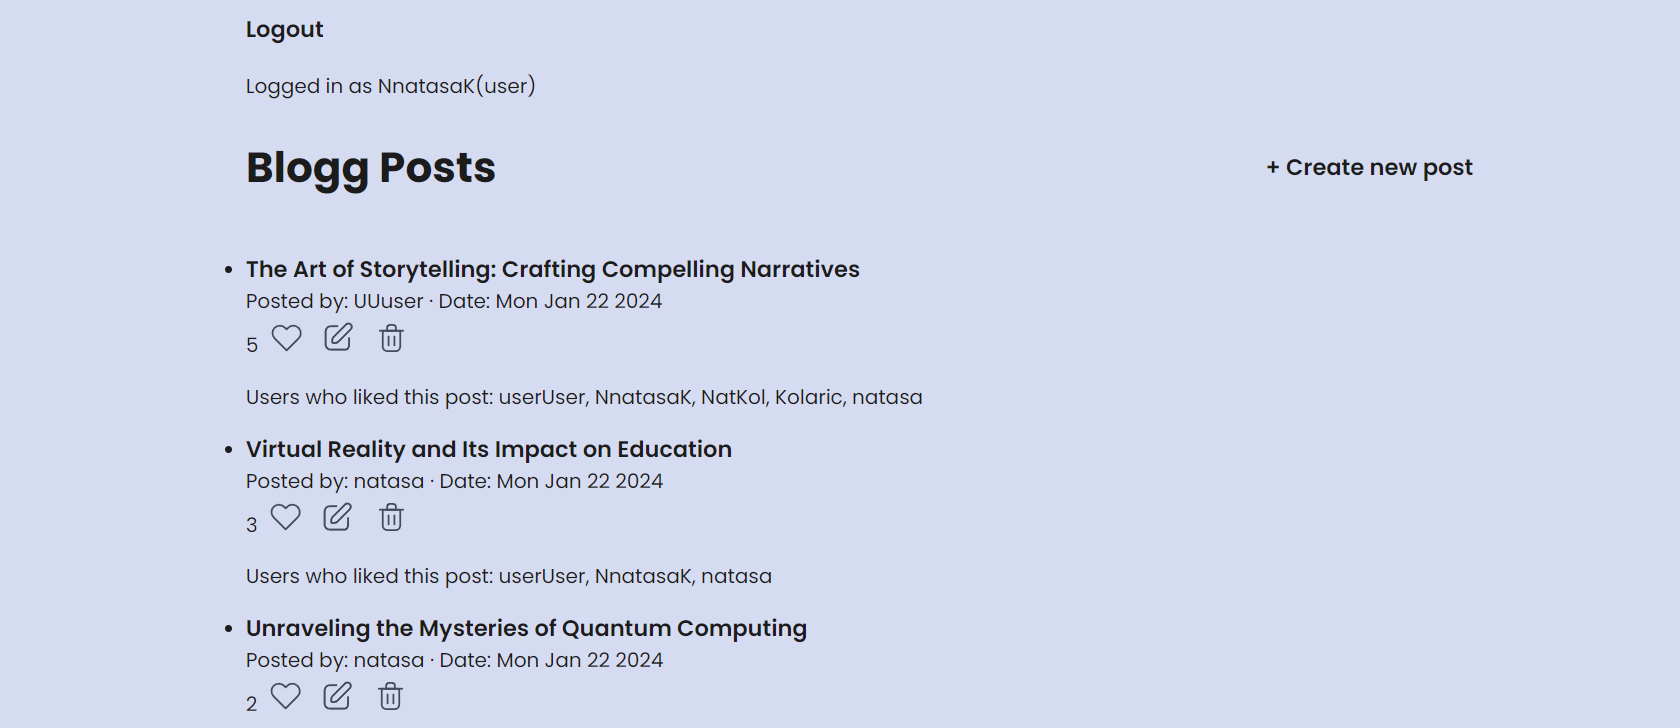 Logout
Logged in as NnatasaK(user)
Blogg Posts
+ Create new post
• The Art of Storytelling: Crafting Compelling Narratives
Posted by: UUuser · Date: Mon Jan 22 2024
5
Users who liked this post: userUser, NnatasaK, NatKol, Kolaric, natasa
• Virtual Reality and Its Impact on Education
Posted by: natasa · Date: Mon Jan 22 2024
3
Users who liked this post: userUser, NnatasaK, natasa
• Unraveling the Mysteries of Quantum Computing
Posted by: natasa · Date: Mon Jan 22 2024
2